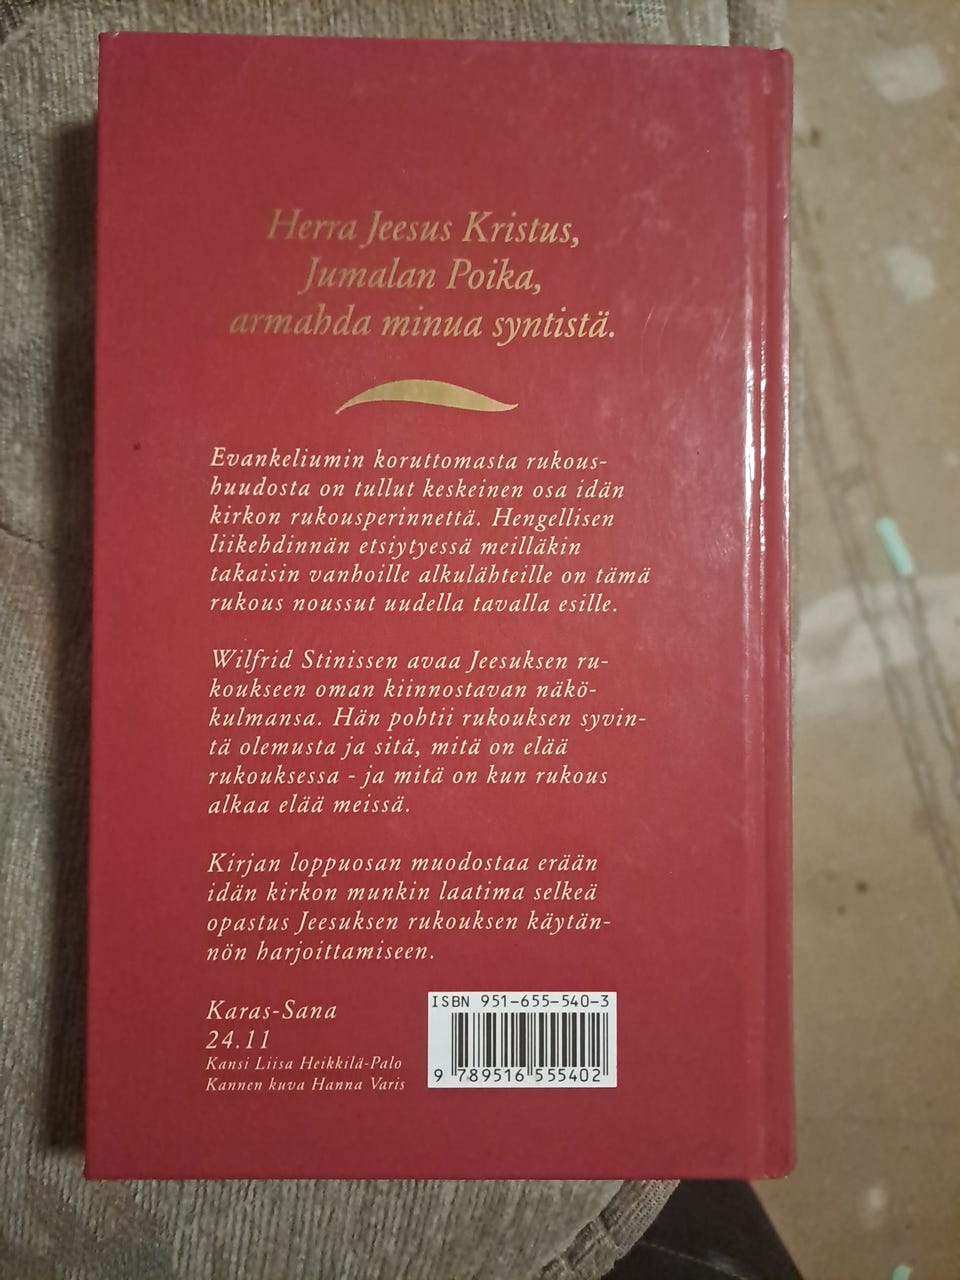 Herra Jeesus Kristus,
Jumalan Poika,
armahda minua syntistä.
Evankeliumin koruttomasta rukous-
huudosta on tullut keskeinen osa idän
kirkon rukousperinnettä. Hengellisen
liikehdinnän etsiytyessä meilläkin
takaisin vanhoille alkulähteille on tämä
rukous noussut uudella tavalla esille.
Wilfrid Stinissen avaa Jeesuksen ru-
koukseen oman kiinnostavan näkö-
kulmansa. Hän pohtii rukouksen syvin-
tä olemusta ja sitä, mitä on elää
rukouksessa - ja mitä on kun rukous
alkaa elää meissä.
Kirjan loppuosan muodostaa erään
idän kirkon munkin laatima selkeä
opastus Jeesuksen rukouksen käytän-
nön harjoittamiseen.
Karas-Sana
24.11
Kansi Liisa Heikkilä-Palo
Kannen kuva Hanna Varis
ISBN 951-655-540-3
9 789516 555402